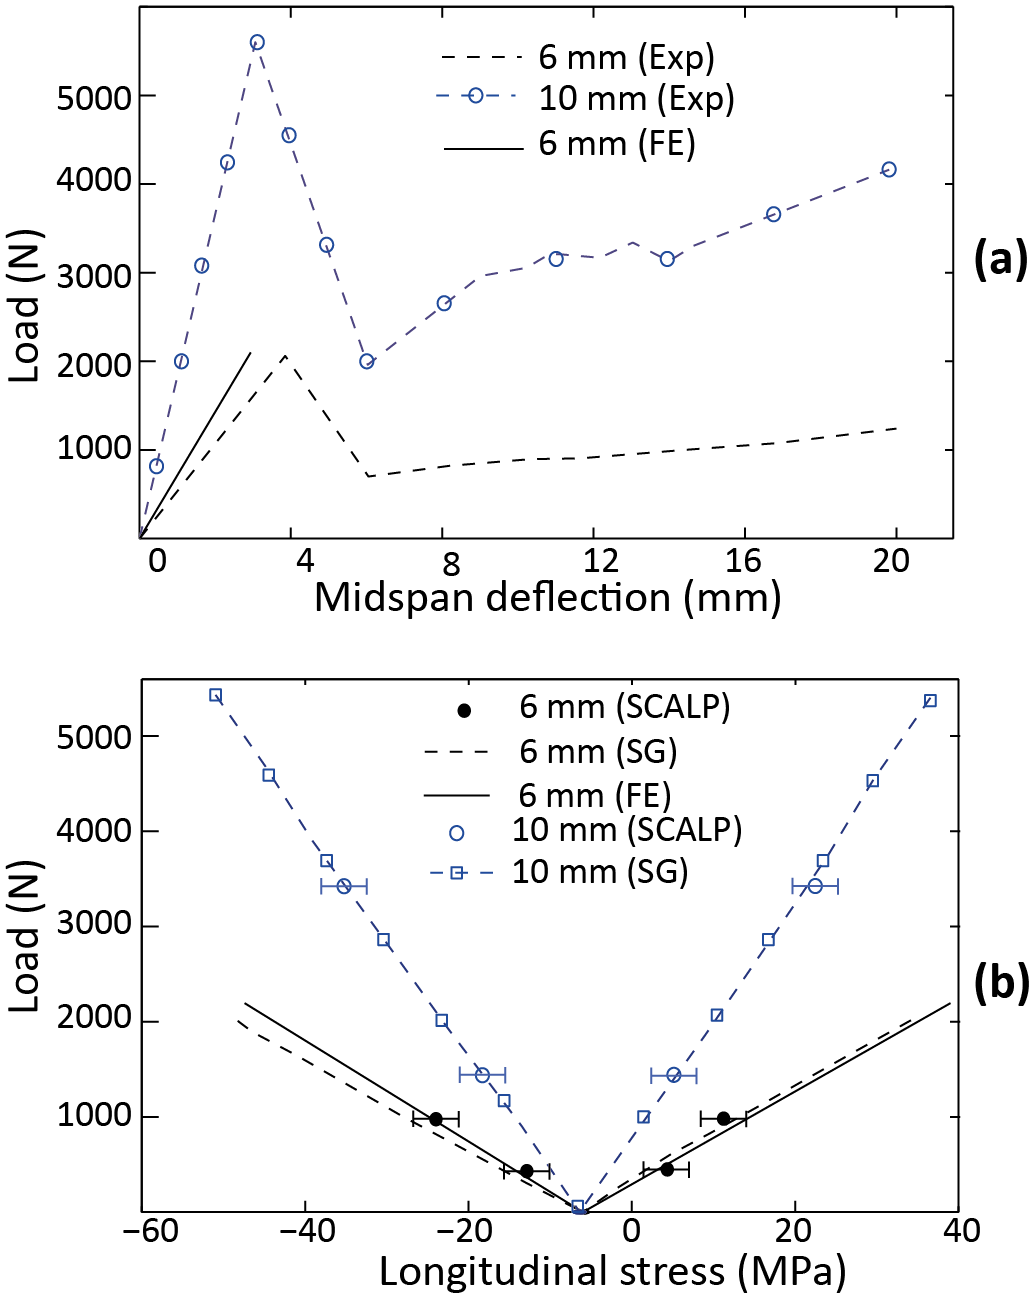 6 mm (Exp)
10 mm (Exp)
6 mm (FE)
5000
4000
3000
2000
1000
Load (N)
(a)
0 4 8 12 16 20
Midspan deflection (mm)
6 mm (SCALP)
6 mm (SG)
6 mm (FE)
10 mm (SCALP)
10 mm (SG)
5000
4000
3000
2000
1000
Load (N)
(b)
−60 −40 −20 0 20 40
Longitudinal stress (MPa)